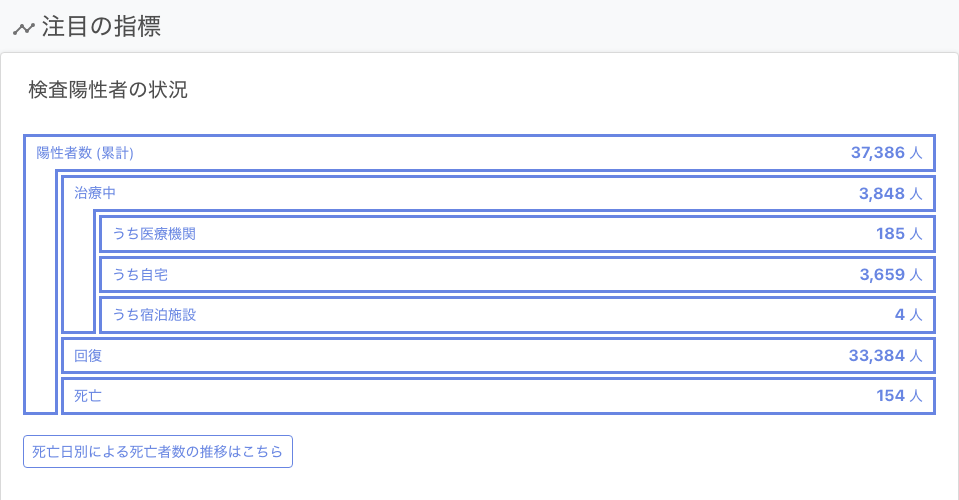 注目の指標
検査陽性者の状況
陽性者数 (累計) 37,386 人
治療中 3,848 人
うち医療機関 185 人
うち自宅 3,659 人
うち宿泊施設 4 人
回復 33,384 人
死亡 154 人
死亡日別による死亡者数の推移はこちら